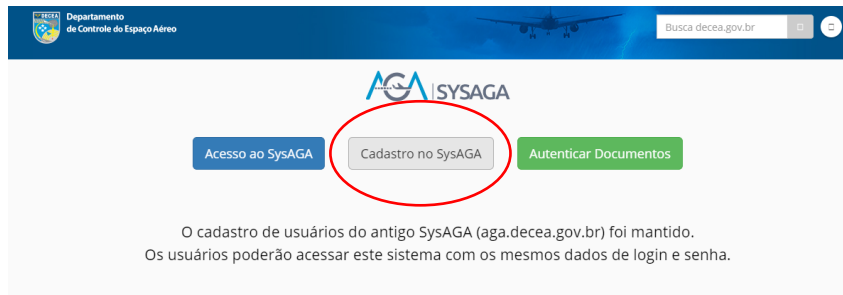 DECEA
Departamento
de Controle do Espaço Aéreo
Busca decea.gov.br
AGA | SYSAGA
Acesso ao SysAGA
Cadastro no SysAGA
Autenticar Documentos
O cadastro de usuários do antigo SysAGA (aga.decea.gov.br) foi mantido.
Os usuários poderão acessar este sistema com os mesmos dados de login e senha.